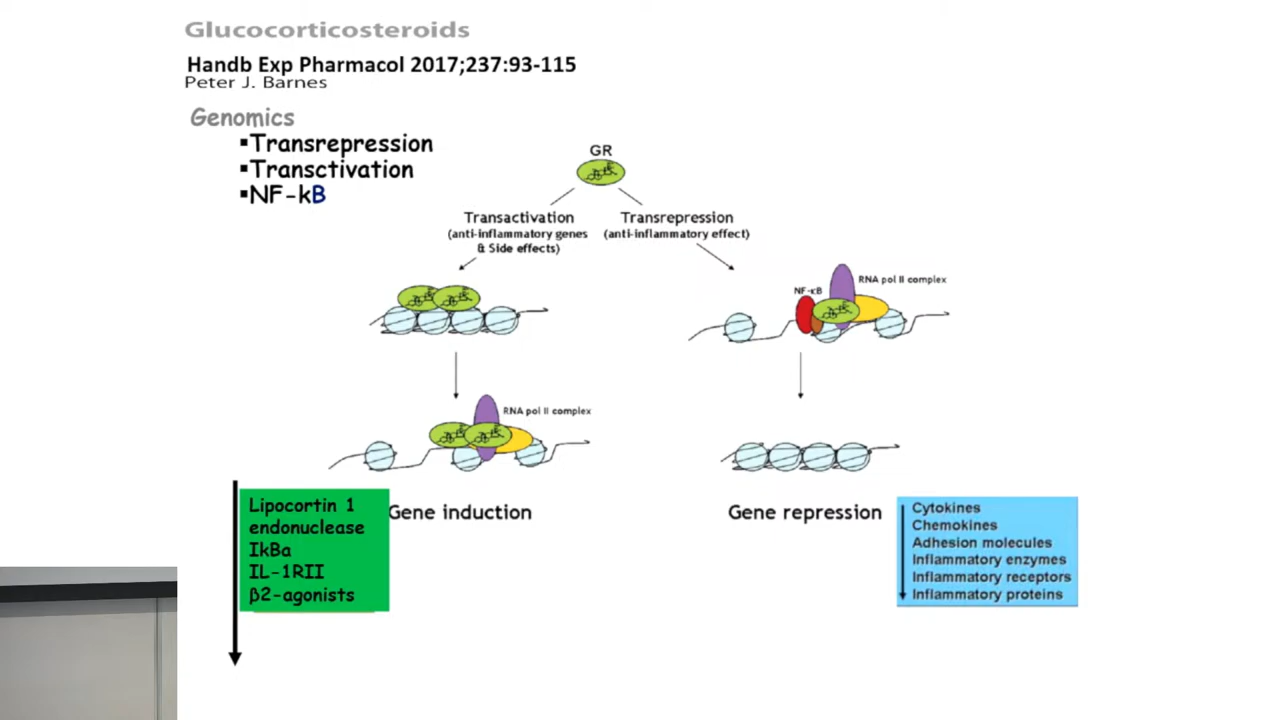 Glucocorticosteroids
Handb Exp Pharmacol 2017;237:93-115
Peter J. Barnes
Genomics
▪Transrepression
▪Transctivation
▪NF-kB
GR
Transactivation
(anti-inflammatory genes
& Side effects)
Transrepression
(anti-inflammatory effect)
NF-κB
RNA pol II complex
RNA pol II complex
Gene induction
Gene repression
Lipocortin 1
endonuclease
IkBa
IL-1RII
β2-agonists
Cytokines
Chemokines
Adhesion molecules
Inflammatory enzymes
Inflammatory receptors
Inflammatory proteins